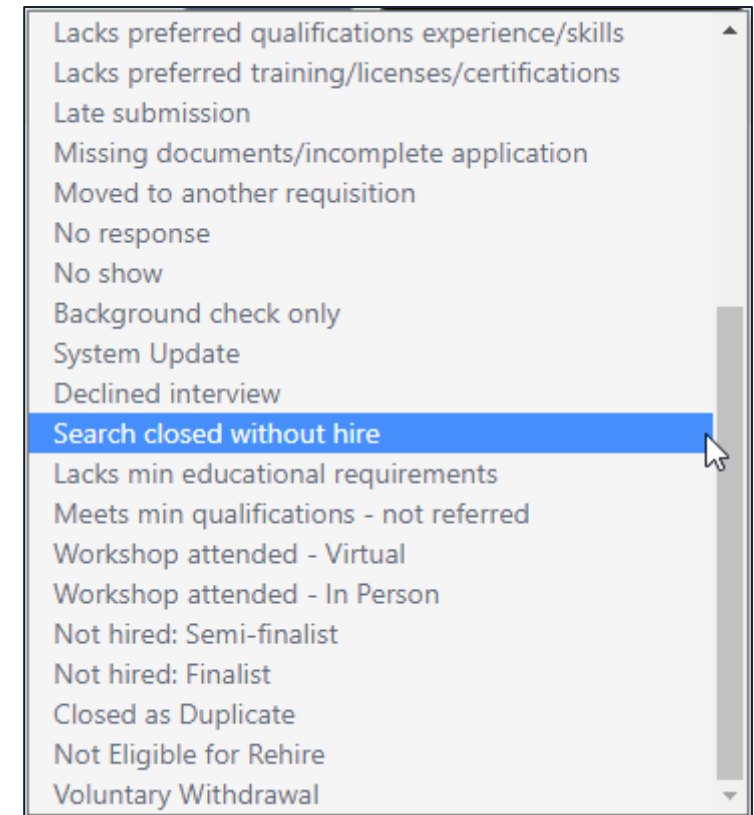 Lacks preferred qualifications experience/skills
Lacks preferred training/licenses/certifications
Late submission
Missing documents/incomplete application
Moved to another requisition
No response
No show
Background check only
System Update
Declined interview
Search closed without hire
Lacks min educational requirements
Meets min qualifications - not referred
Workshop attended - Virtual
Workshop attended - In Person
Not hired: Semi-finalist
Not hired: Finalist
Closed as Duplicate
Not Eligible for Rehire
Voluntary Withdrawal